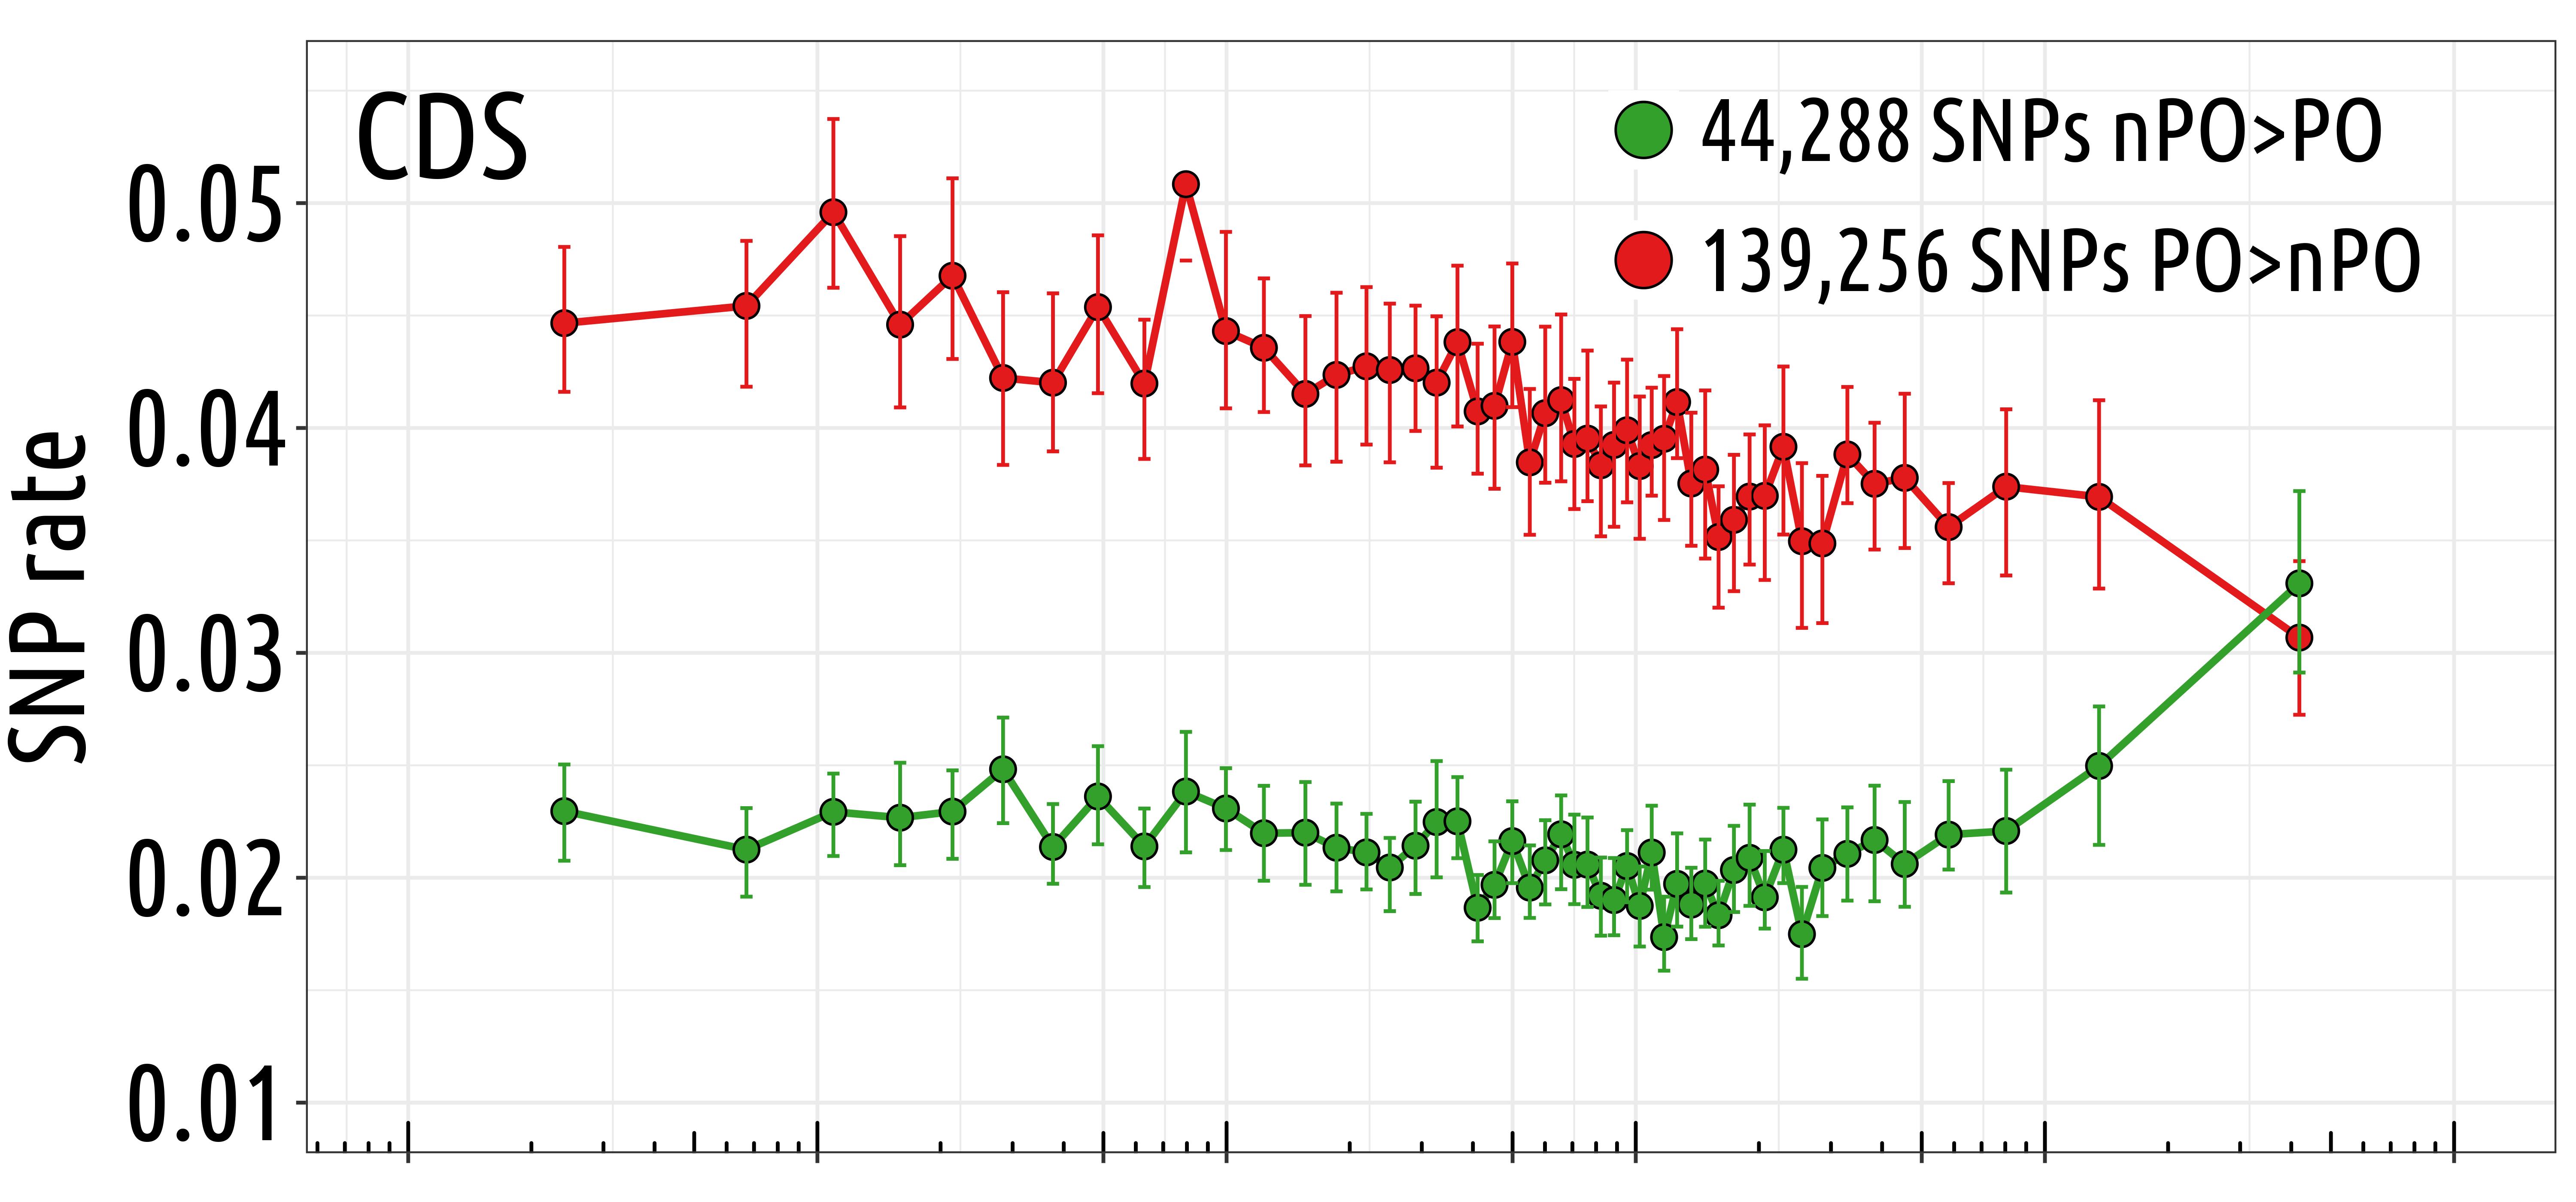 CDS
44,288 SNPs nPO>PO
139,256 SNPs PO>nPO
SNP rate
0.05
0.04
0.03
0.02
0.01